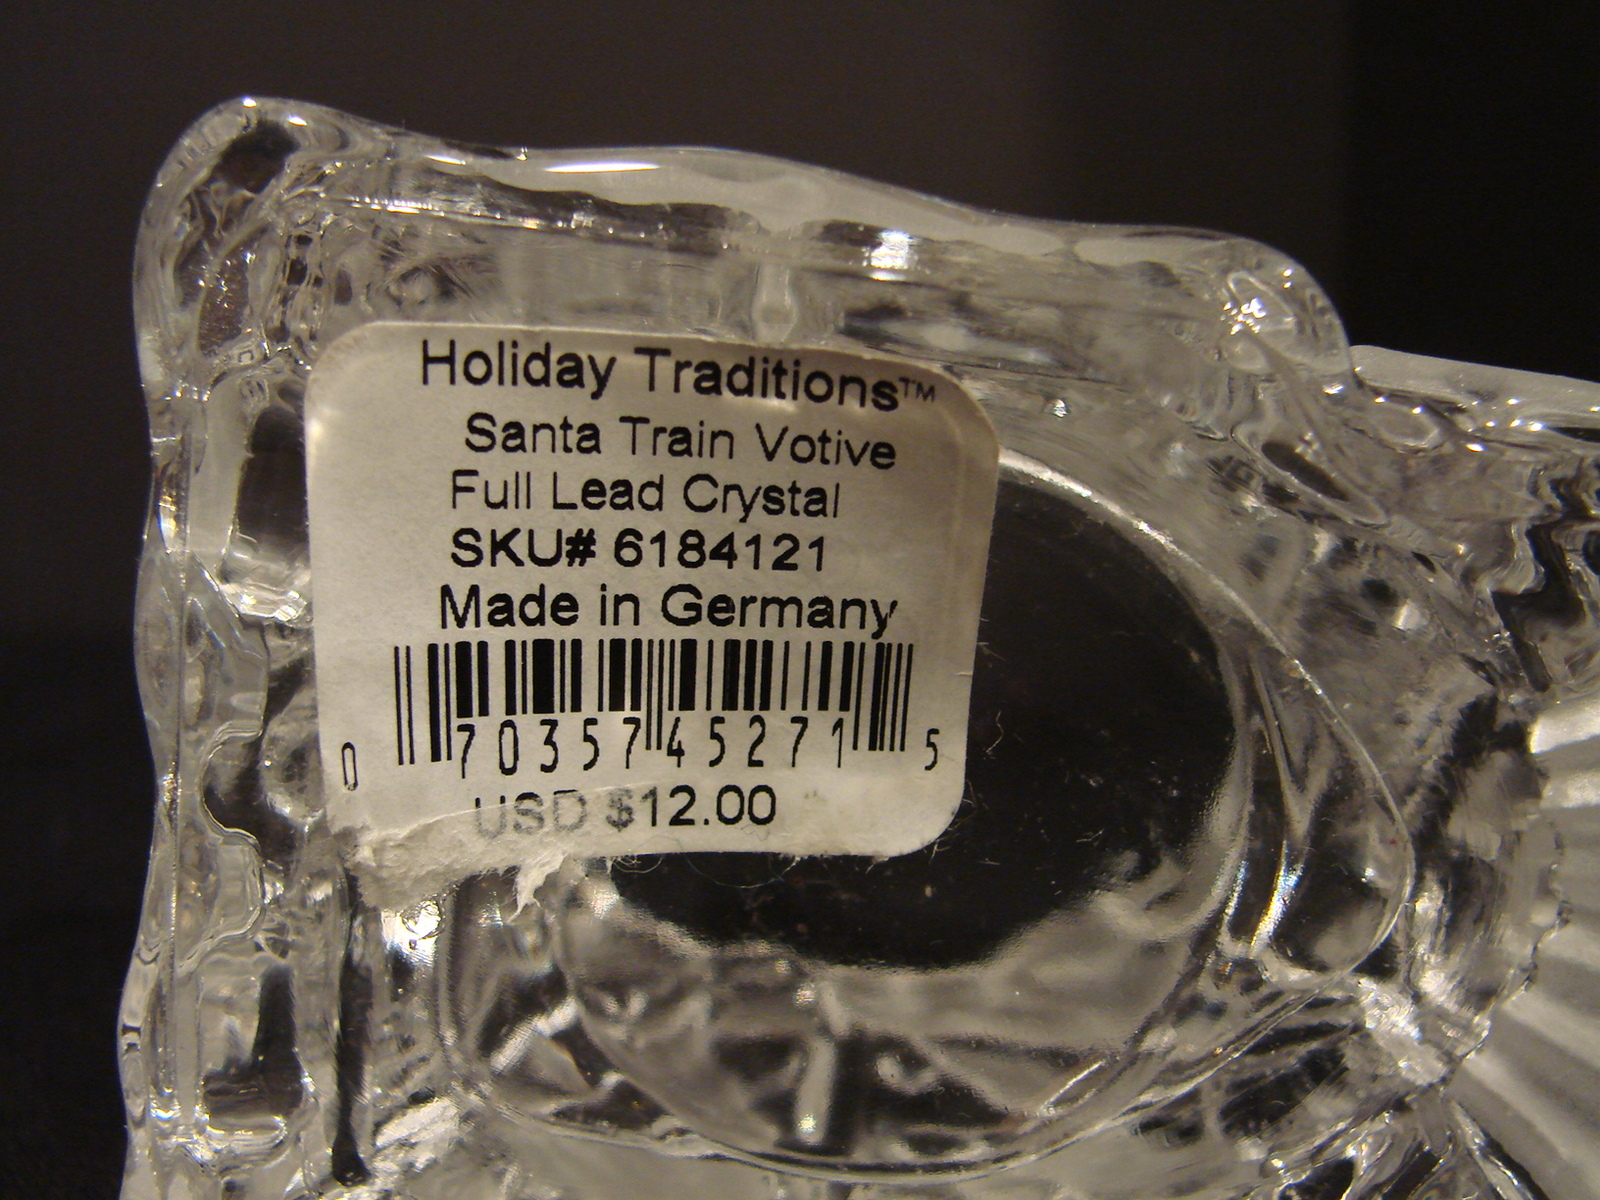 Holiday Traditions™
Santa Train Votive
Full Lead Crystal
SKU# 6184121
Made in Germany
0 70357 45271 5
USD $12.00